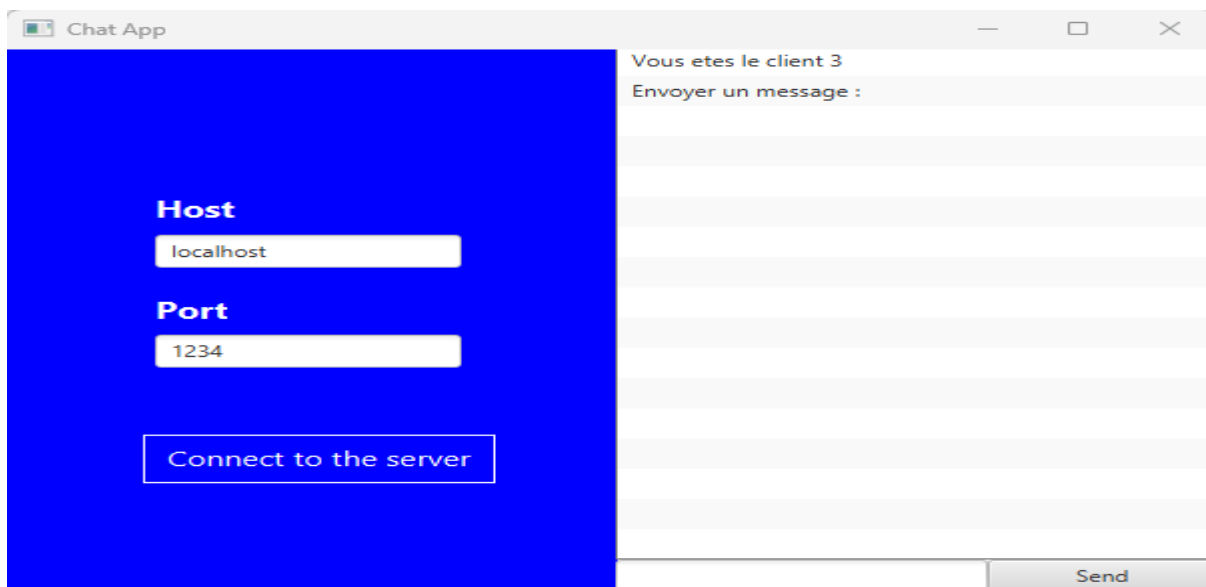 Chat App
Host
localhost
Port
1234
Connect to the server
Vous etes le client 3
Envoyer un message :
Send